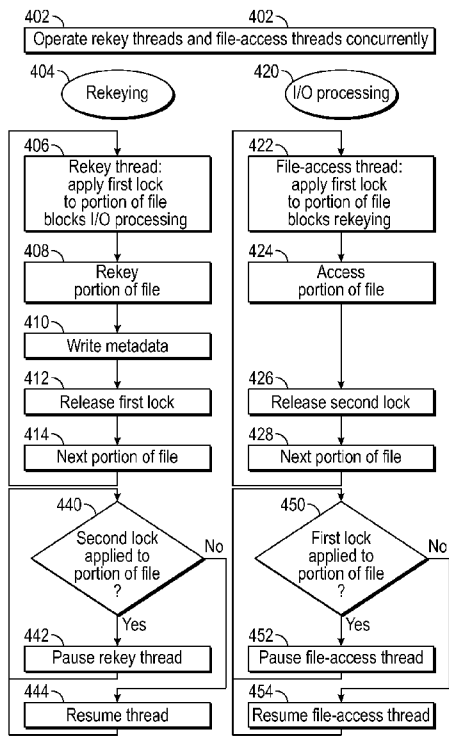 402
402
Operate rekey threads and file-access threads concurrently
404
Rekeying
406
Rekey thread:
apply first lock
to portion of file
blocks I/O processing
408
Rekey
portion of file
410
Write metadata
412
Release first lock
414
Next portion of file
440
Second lock
applied to
portion of file
?
No
Yes
442
Pause rekey thread
444
Resume thread
420
I/O processing
422
File-access thread:
apply first lock
to portion of file
blocks rekeying
424
Access
portion of file
426
Release second lock
428
Next portion of file
450
First lock
applied to
portion of file
?
No
Yes
452
Pause file-access thread
454
Resume file-access thread